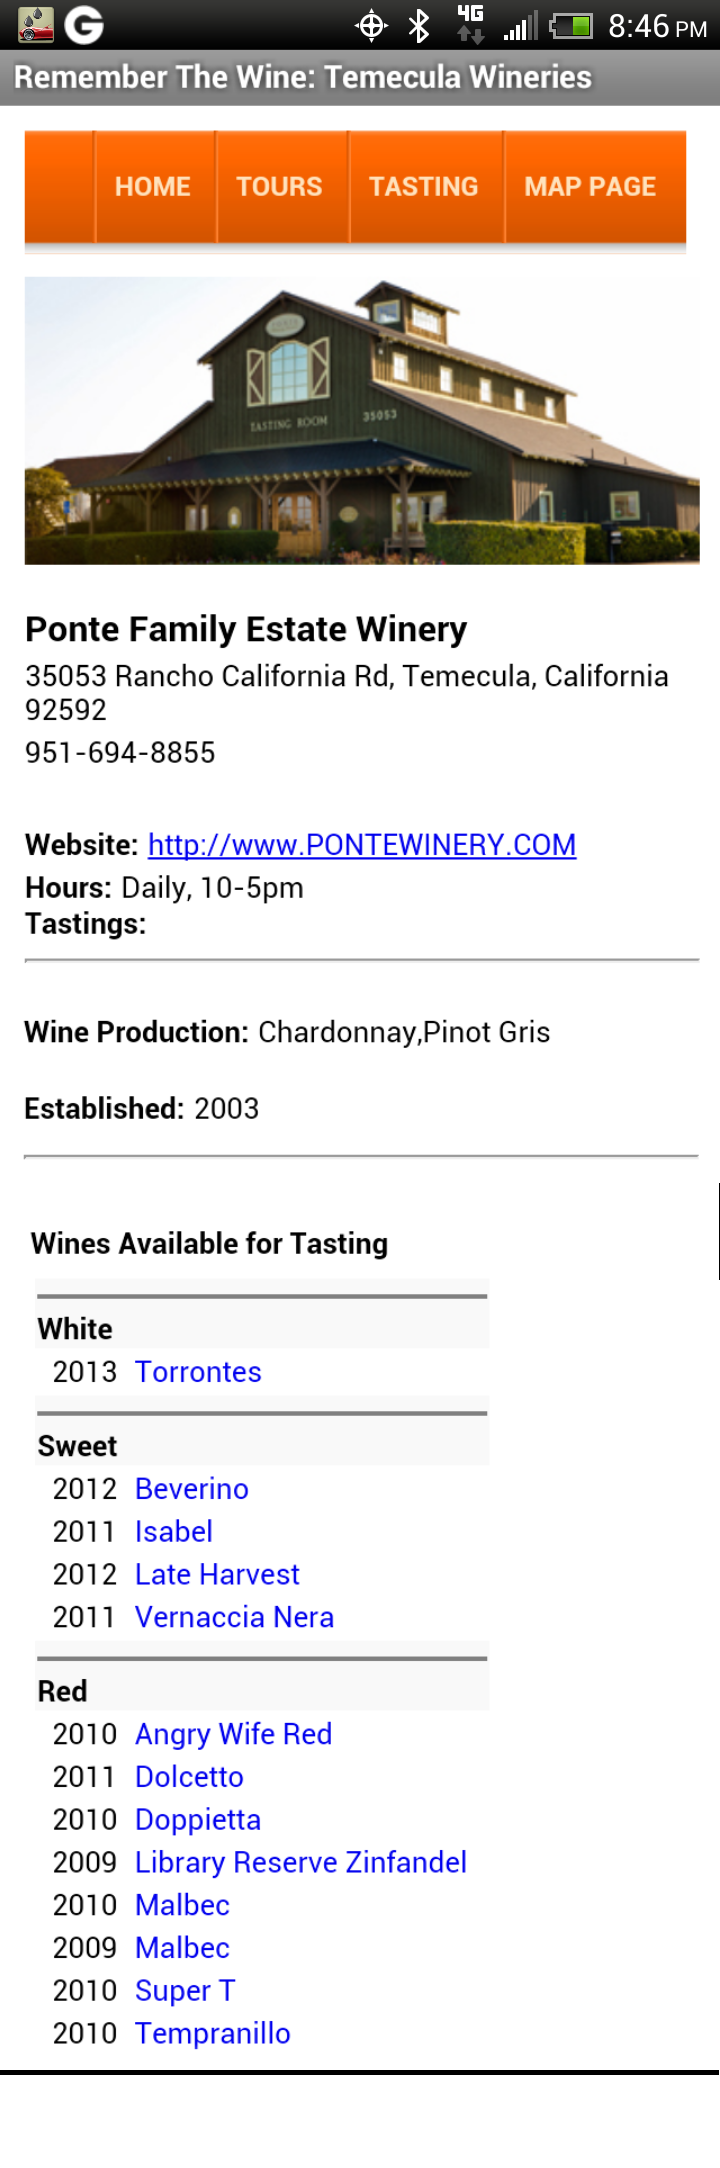 G 4G 8:46 PM
Remember The Wine: Temecula Wineries
HOME TOURS TASTING MAP PAGE
TASTING ROOM 35053
Ponte Family Estate Winery
35053 Rancho California Rd, Temecula, California
92592
951-694-8855
Website: http://www.PONTEWINERY.COM
Hours: Daily, 10-5pm
Tastings:
Wine Production: Chardonnay,Pinot Gris
Established: 2003
Wines Available for Tasting
White
2013 Torrontes
Sweet
2012 Beverino
2011 Isabel
2012 Late Harvest
2011 Vernaccia Nera
Red
2010 Angry Wife Red
2011 Dolcetto
2010 Doppietta
2009 Library Reserve Zinfandel
2010 Malbec
2009 Malbec
2010 Super T
2010 Tempranillo